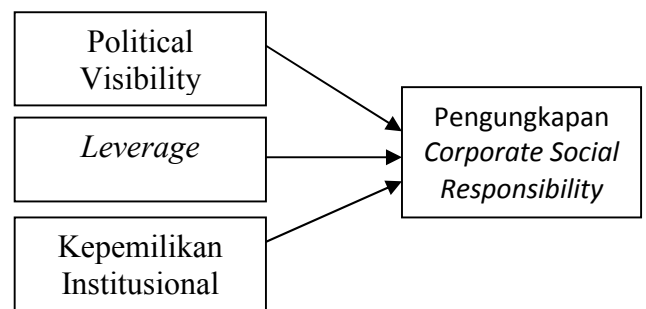 Political
Visibility
Leverage
Kepemilikan
Institusional
Pengungkapan
Corporate Social
Responsibility